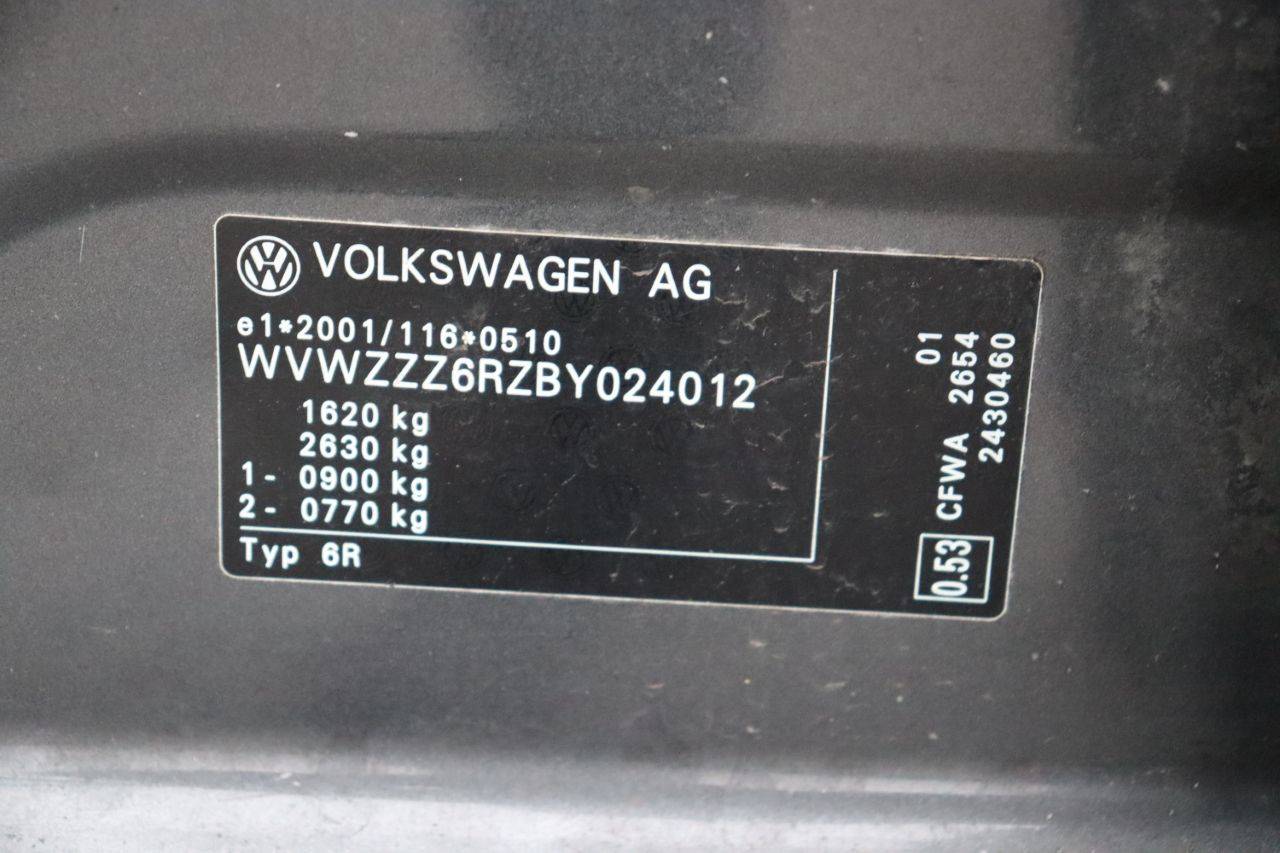 VOLKSWAGEN AG
e1*2001/116*0510
WVWZZZ6RZBY024012
1620 kg
2630 kg
1- 0900 kg
2- 0770 kg
Typ 6R
0.53 CFWA 2654 01
2430460